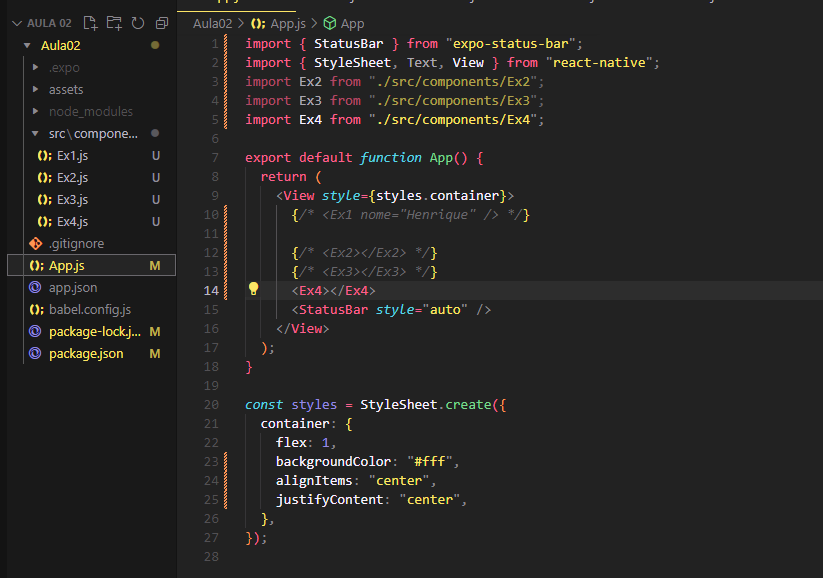 AULA 02
Aula02
.expo
assets
node_modules
src\compone...
Ex1.js U
Ex2.js U
Ex3.js U
Ex4.js U
.gitignore
App.js M
app.json
babel.config.js
package-lock.j... M
package.json M
Aula02 > App.js > App
1 import { StatusBar } from "expo-status-bar";
2 import { StyleSheet, Text, View } from "react-native";
3 import Ex2 from "./src/components/Ex2";
4 import Ex3 from "./src/components/Ex3";
5 import Ex4 from "./src/components/Ex4";
6
7 export default function App() {
8 return (
9 <View style={styles.container}>
10 {/* <Ex1 nome="Henrique" /> */}
11
12 {/* <Ex2></Ex2> */}
13 {/* <Ex3></Ex3> */}
14 <Ex4></Ex4>
15 <StatusBar style="auto" />
16 </View>
17 );
18 }
19
20 const styles = StyleSheet.create({
21 container: {
22 flex: 1,
23 backgroundColor: "#fff",
24 alignItems: "center",
25 justifyContent: "center",
26 },
27 });
28